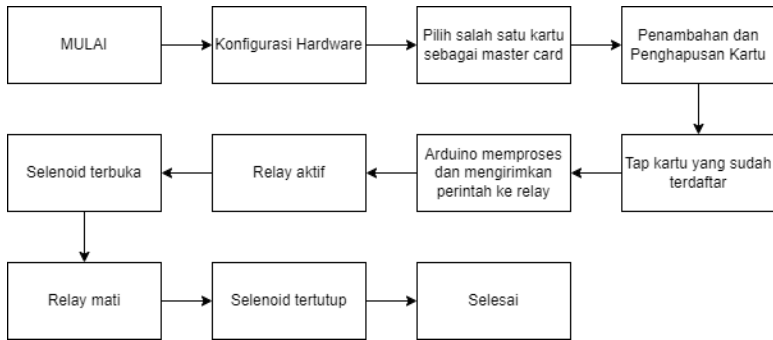 MULAI
Konfigurasi Hardware
Pilih salah satu kartu
sebagai master card
Penambahan dan
Penghapusan Kartu
Tap kartu yang sudah
terdaftar
Arduino memproses
dan mengirimkan
perintah ke relay
Relay aktif
Selenoid terbuka
Relay mati
Selenoid tertutup
Selesai